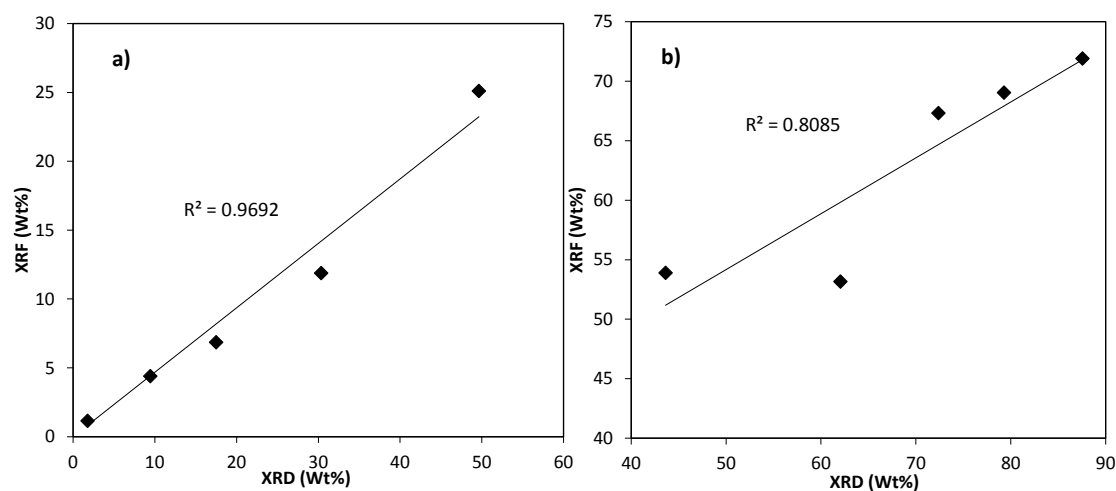 a)
R² = 0.9692
XRF (Wt%)
30
25
20
15
10
5
0
0 10 20 30 40 50 60
XRD (Wt%)
b)
R² = 0.8085
XRF (Wt%)
75
70
65
60
55
50
45
40
40 50 60 70 80 90
XRD (Wt%)